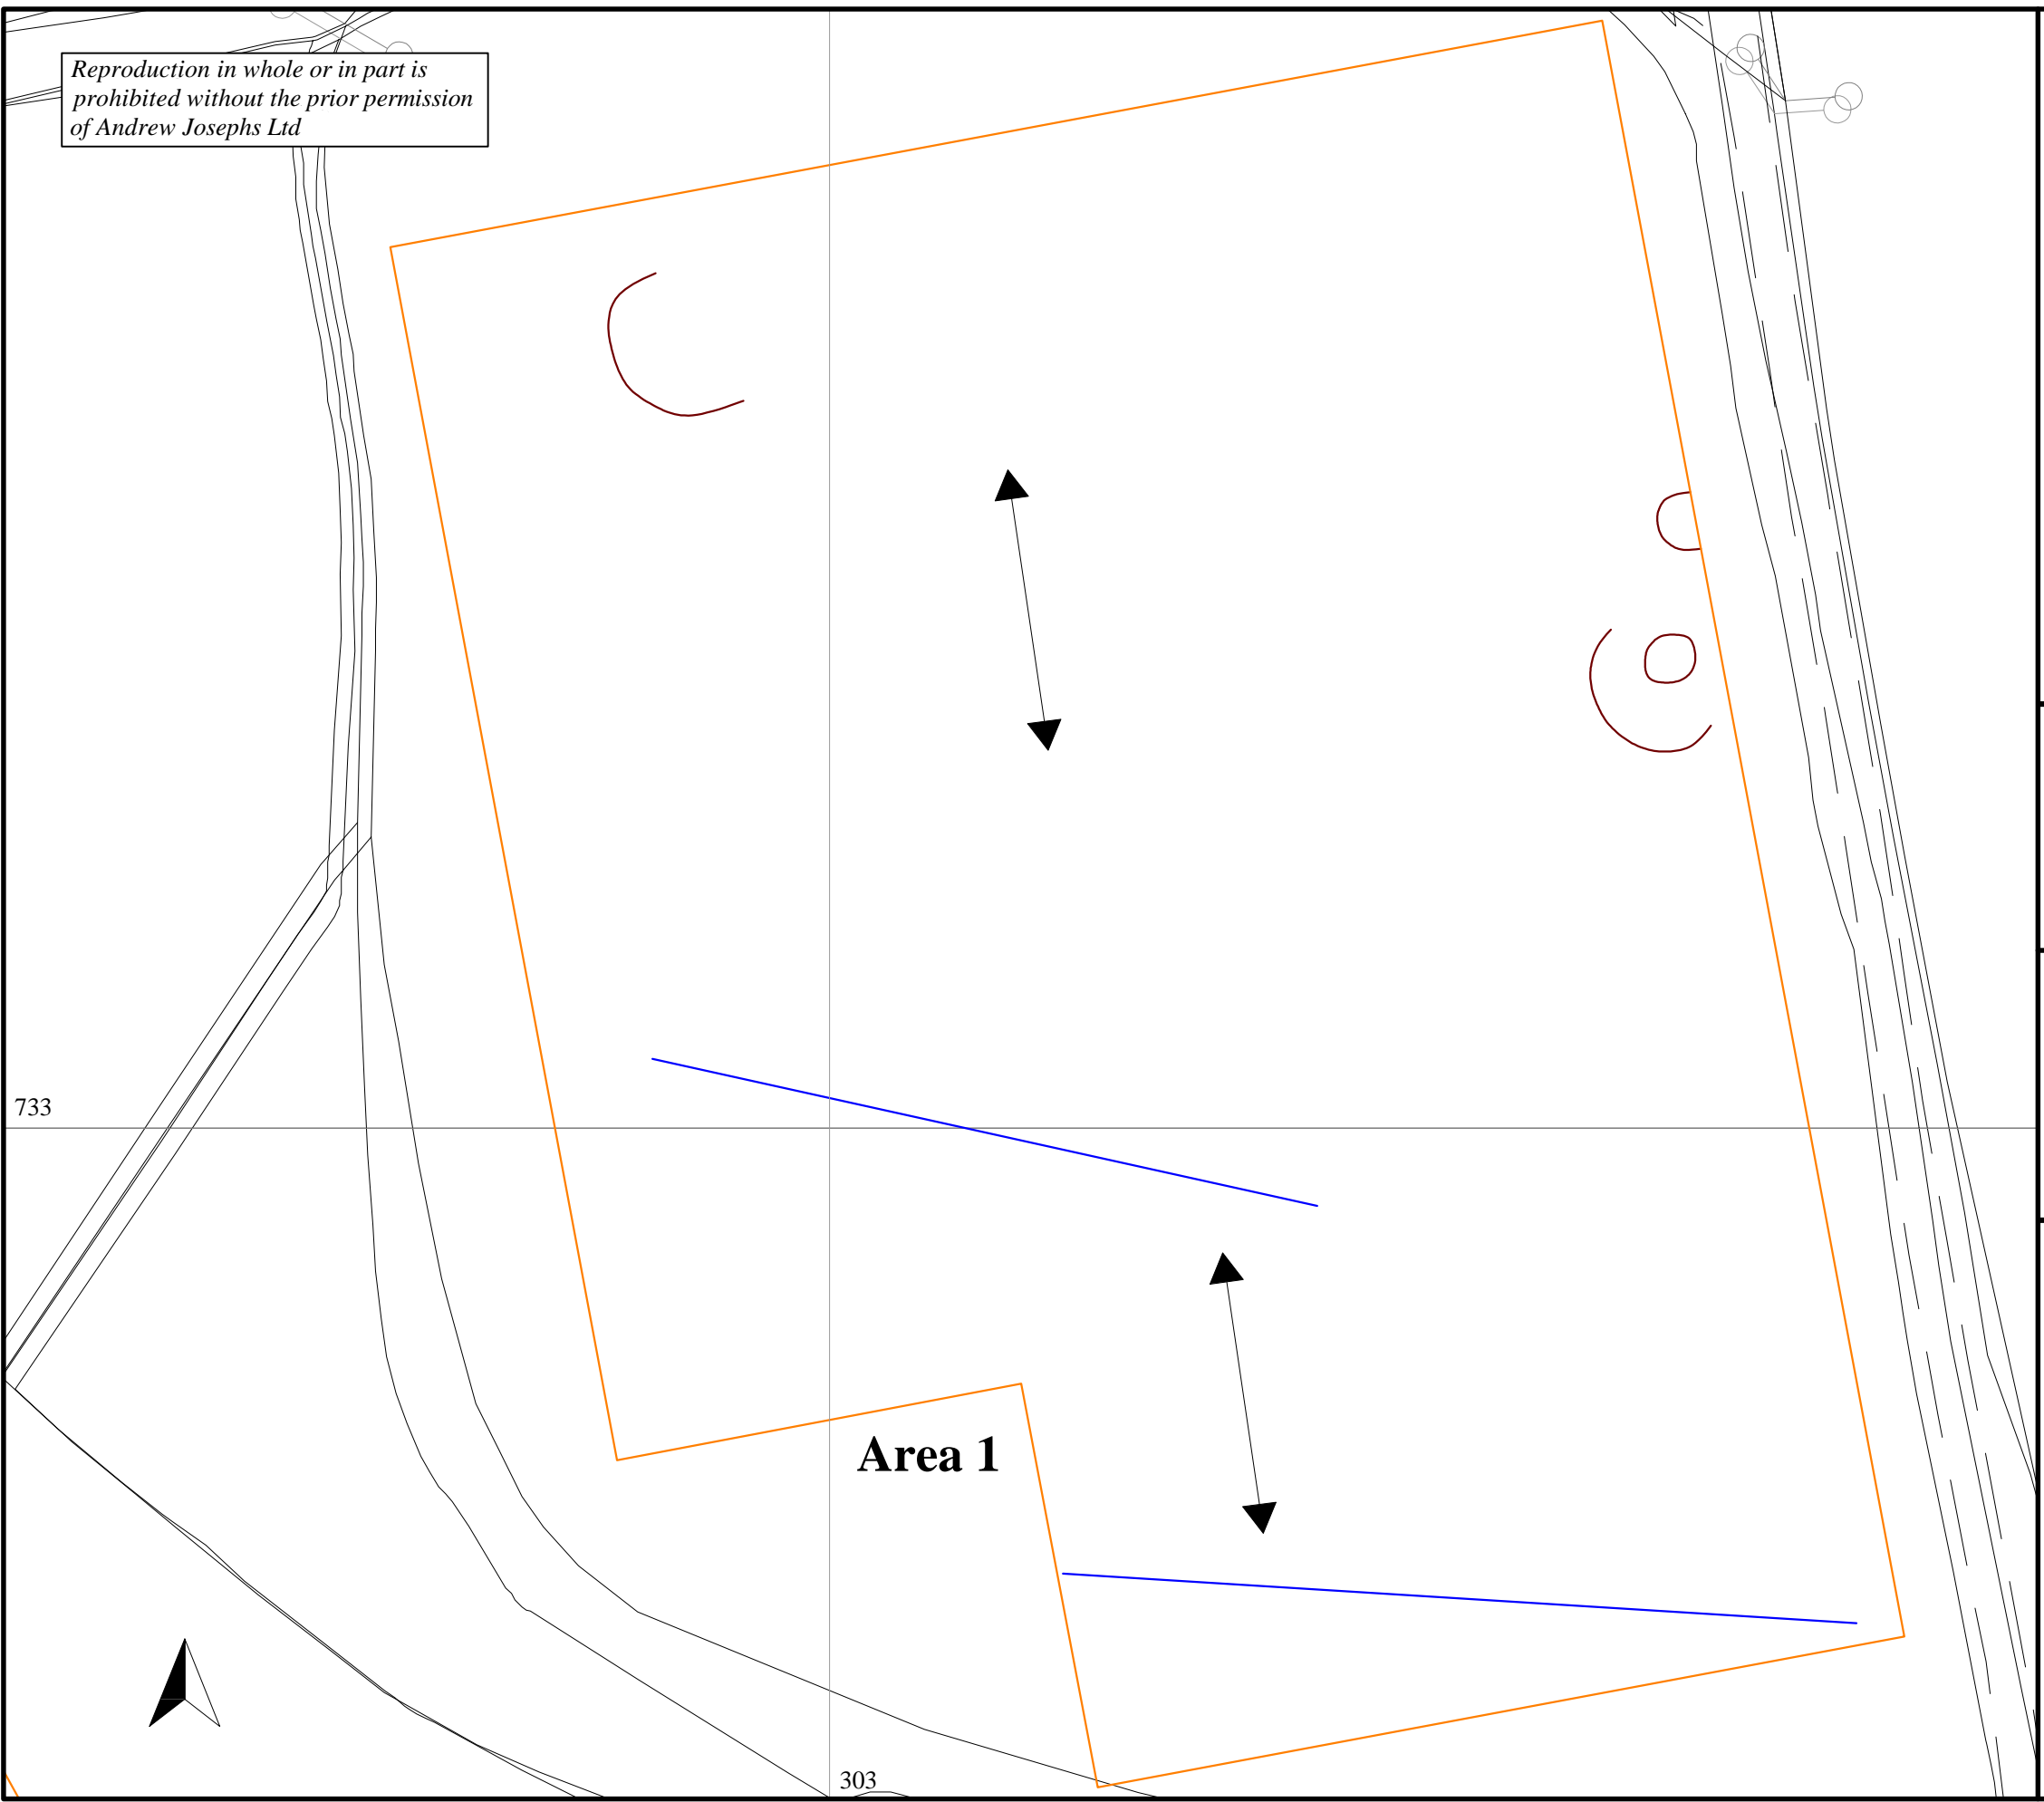 Reproduction in whole or in part is
prohibited without the prior permission
of Andrew Josephs Ltd
733
Area 1
303